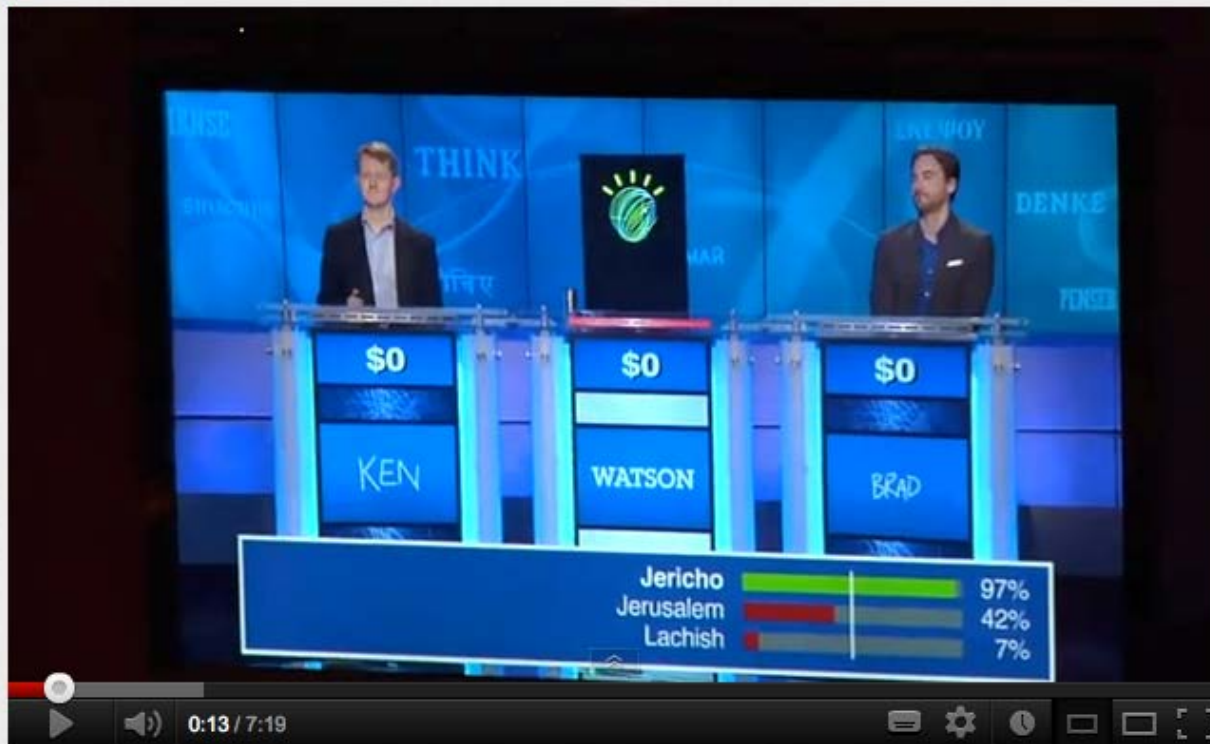 THINK
DENKE
$0
$0
$0
KEN
WATSON
BRAD
Jericho 97%
Jerusalem 42%
Lachish 7%
0:13 / 7:19